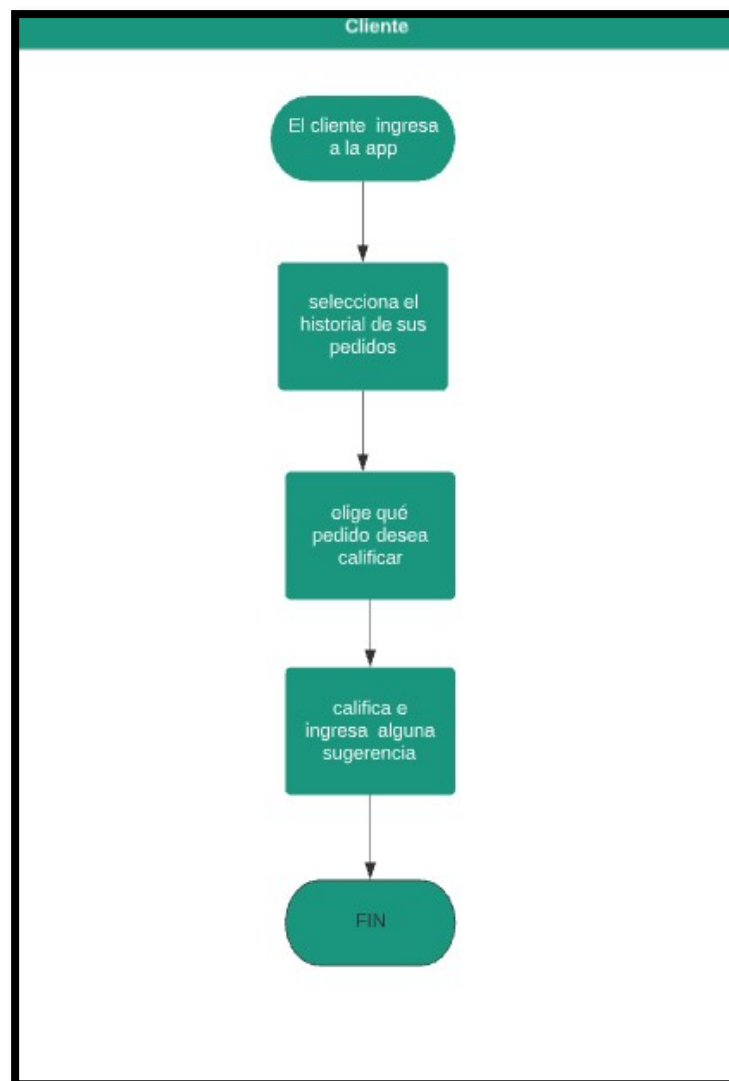 Cliente
El cliente ingresa
a la app
selecciona el
historial de sus
pedidos
elige qué
pedido desea
calificar
califica e
ingresa alguna
sugerencia
FIN